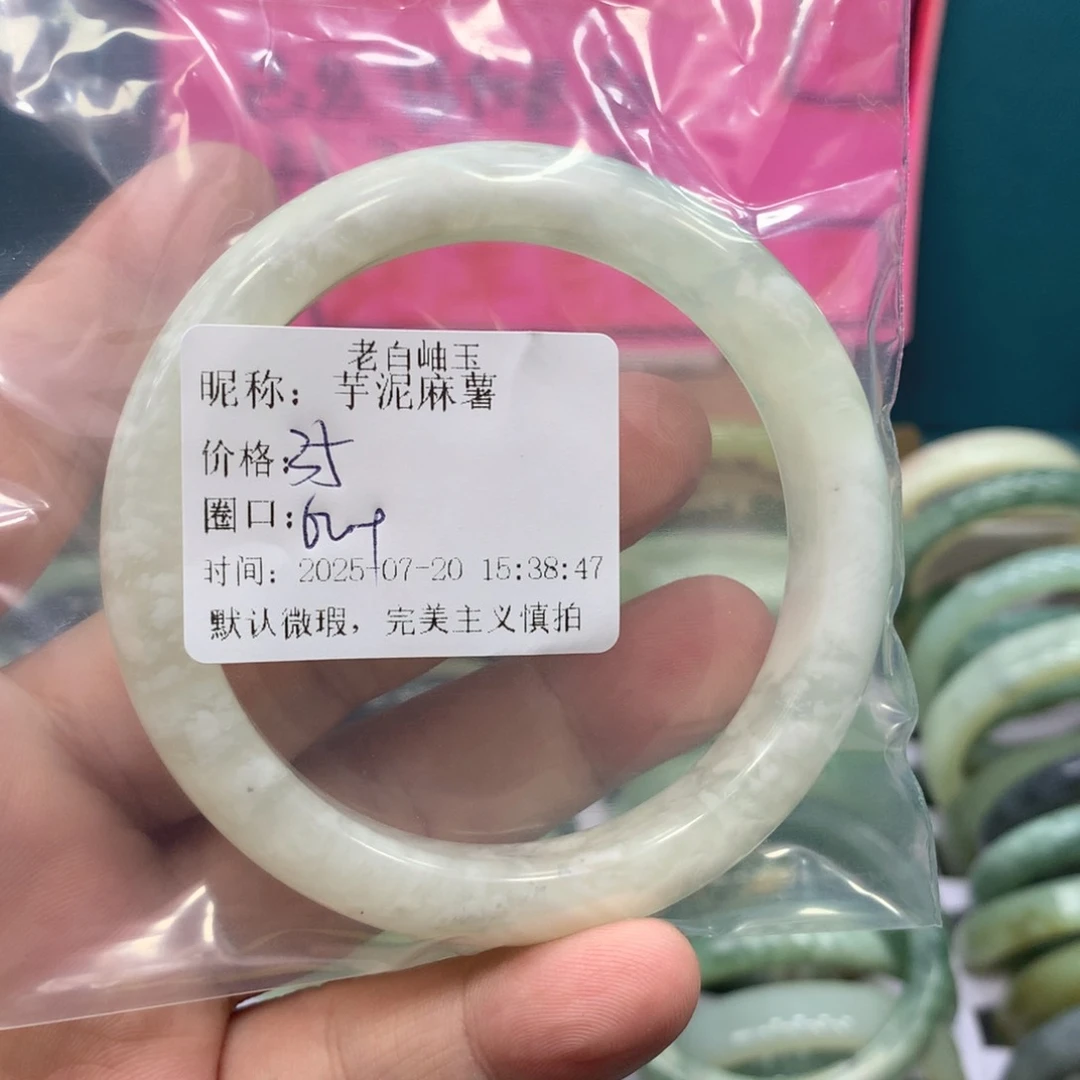 老白岫玉
昵称：芋泥麻薯
价格：
圈口：
时间：2025-07-20 15:38:47
默认微瑕，完美主义慎拍